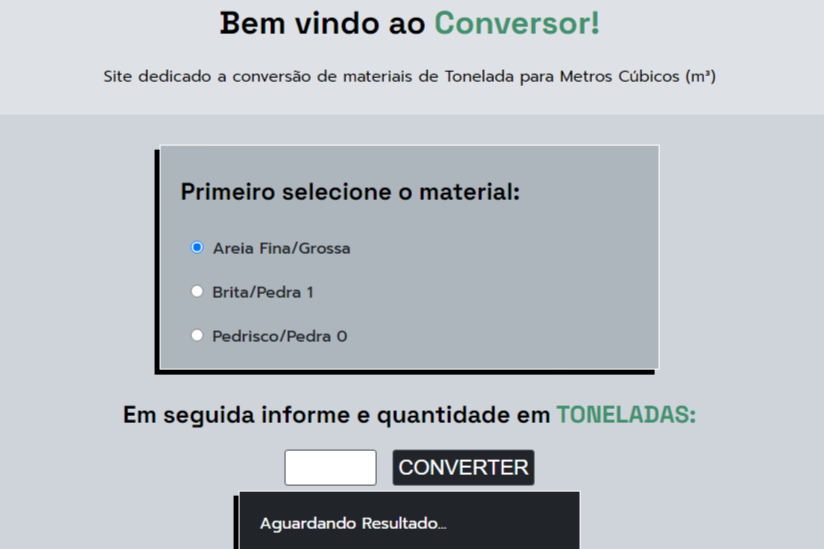 Bem vindo ao Conversor!
Site dedicado a conversão de materiais de Tonelada para Metros Cúbicos (m³)
Primeiro selecione o material:
Areia Fina/Grossa
Brita/Pedra 1
Pedrisco/Pedra 0
Em seguida informe e quantidade em TONELADAS:
CONVERTER
Aguardando Resultado...